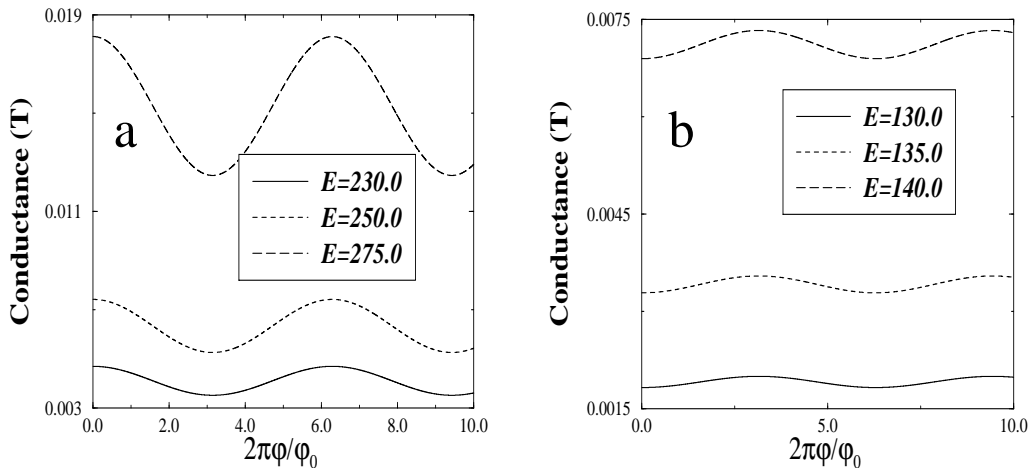 0.019
Conductance (T)
0.011
0.003
a
E=230.0
E=250.0
E=275.0
0.0 2.0 4.0 6.0 8.0 10.0
2πφ/φ0
0.0075
Conductance (T)
0.0045
0.0015
b
E=130.0
E=135.0
E=140.0
0.0 5.0 10.0
2πφ/φ0